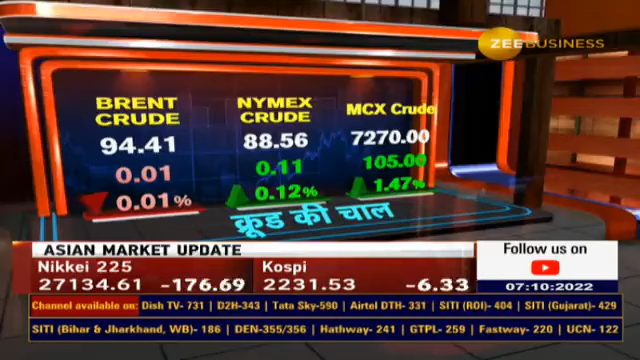 ZEEBUSINESS
BRENT CRUDE
94.41
0.01
0.01%
NYMEX CRUDE
88.56
0.11
0.12%
MCX Crude
7270.00
105.00
1.47%
क्रूड की चाल
ASIAN MARKET UPDATE
Nikkei 225
27134.61 -176.69
Kospi
2231.53 -6.33
Follow us on
07:10:2022
Channel available on: Dish TV- 731 | D2H-343 | Tata Sky-590 | Airtel DTH- 331 | SITI (ROI)- 404 | SITI (Gujarat)- 429
SITI (Bihar & Jharkhand, WB)- 186 | DEN-355/356 | Hathway- 241 | GTPL- 259 | Fastway- 220 | UCN- 122